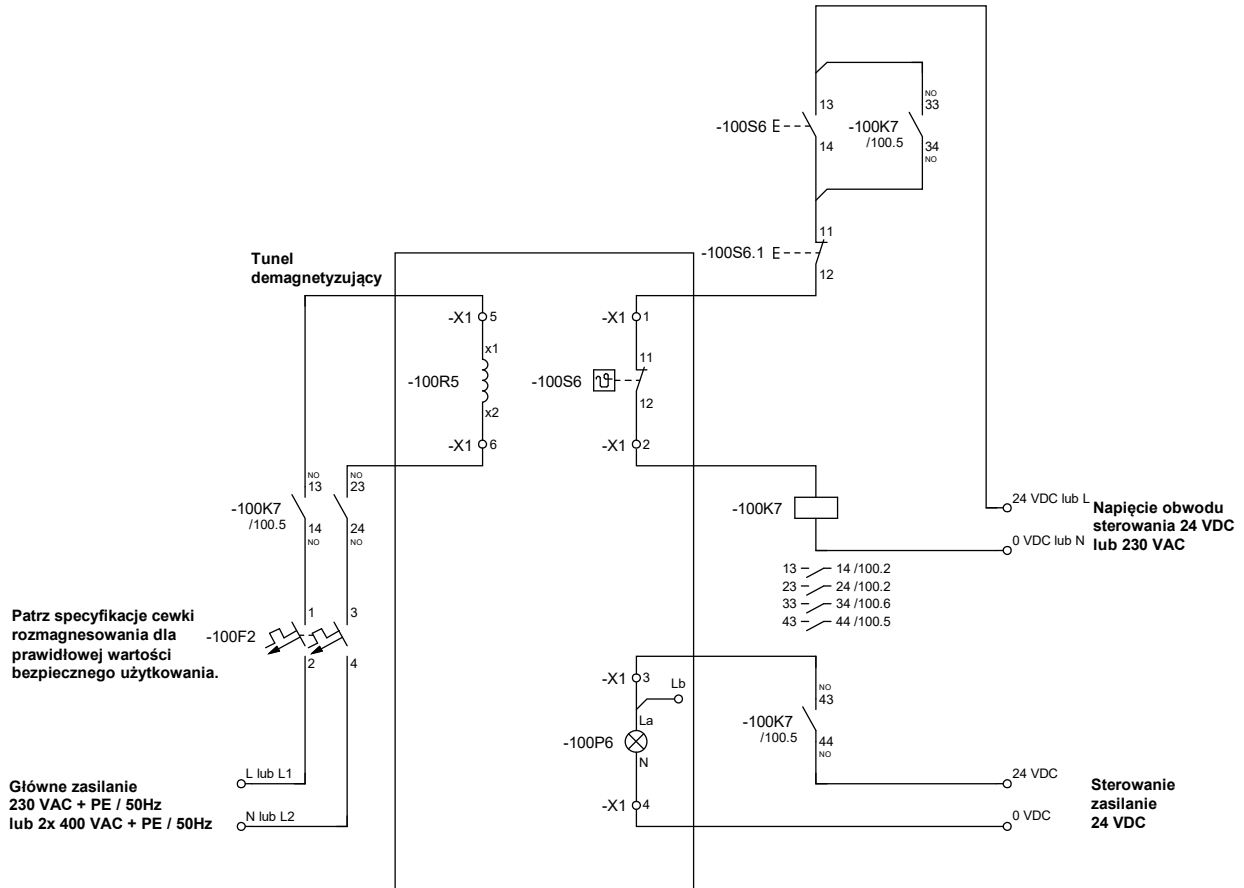 NO
13
33
-100S6
-100K7
/100.5
14
34
NO
11
-100S6.1
12
Tunel
demagnetyzujący
-X1 5
-X1 1
x1
11
-100R5
-100S6
x2
12
-X1 6
-X1 2
NO NO
13 23
-100K7
/100.5
14 24
NO NO
-100K7
24 VDC lub L
0 VDC lub N
Napięcie obwodu
sterowania 24 VDC
lub 230 VAC
13 14 /100.2
23 24 /100.2
33 34 /100.6
43 44 /100.5
Patrz specyfikacje cewki
rozmagnesowania dla
prawidłowej wartości
bezpiecznego użytkowania.
1 3
-100F2
2 4
-X1 3
Lb
La
-100P6
N
-X1 4
NO
43
-100K7
/100.5
44
NO
Główne zasilanie
230 VAC + PE / 50Hz
lub 2x 400 VAC + PE / 50Hz
L lub L1
N lub L2
24 VDC
0 VDC
Sterowanie
zasilanie
24 VDC